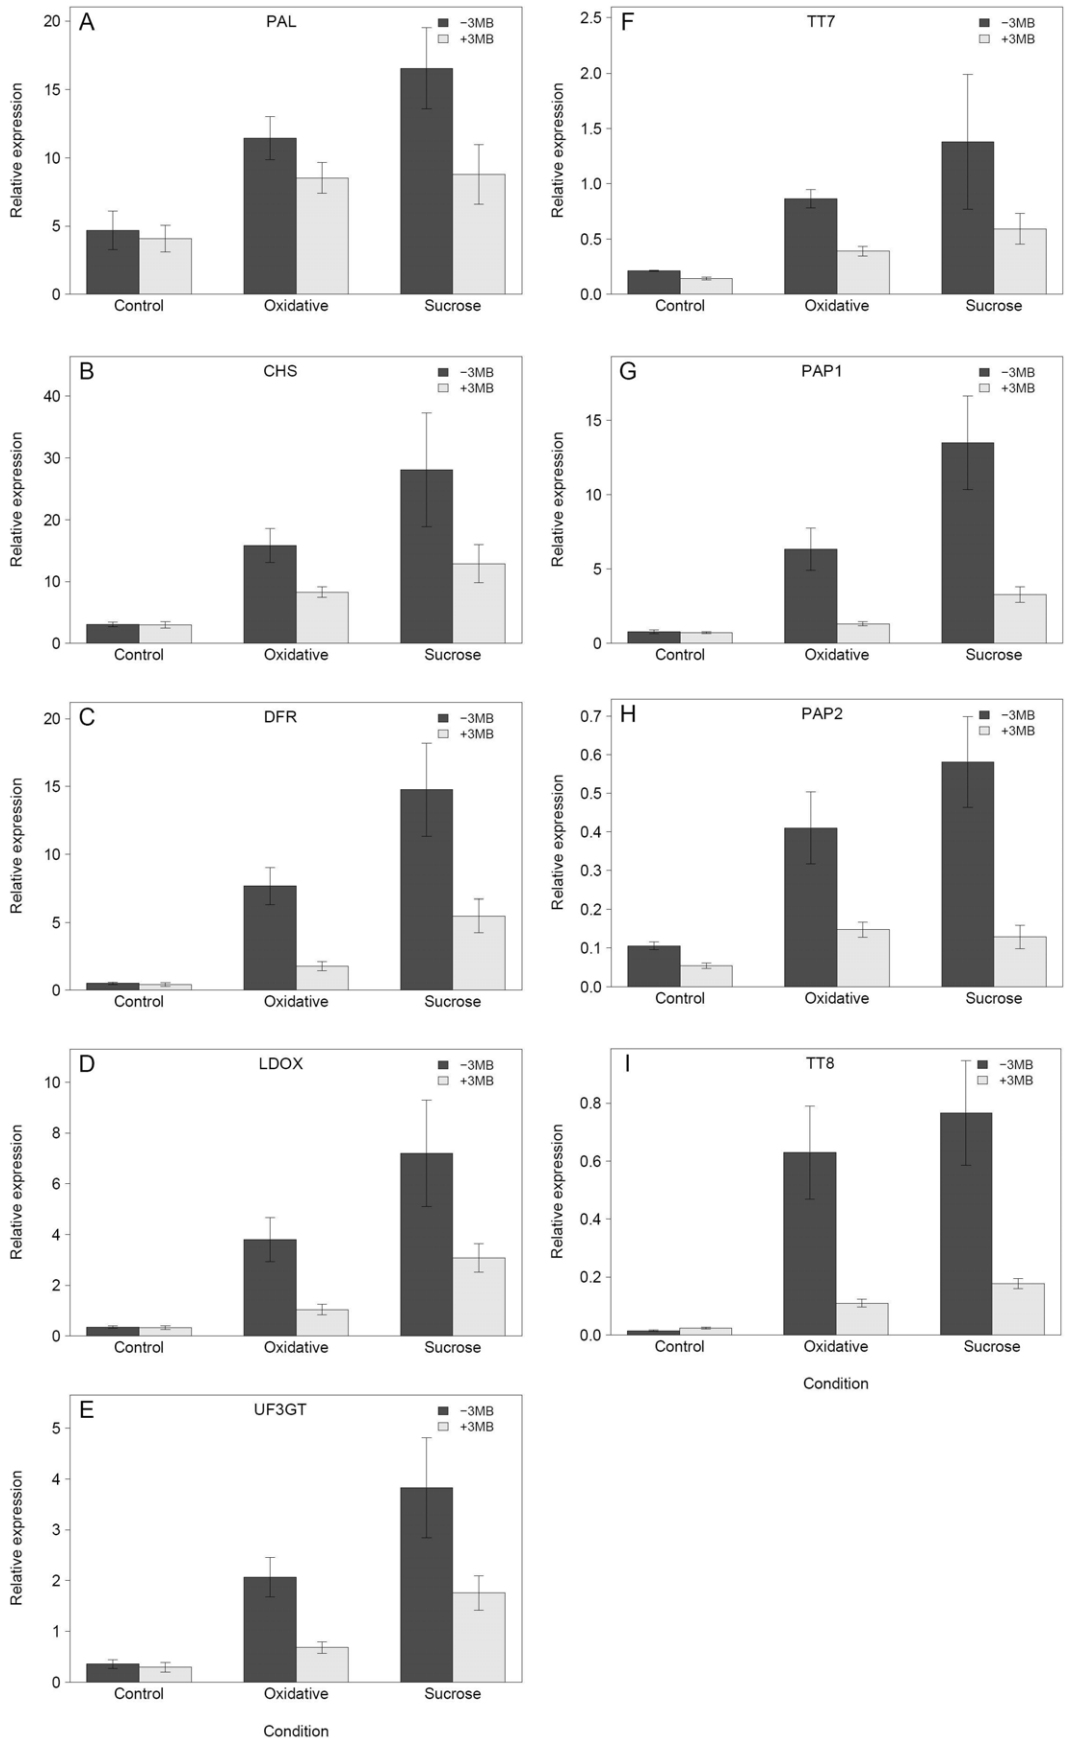 A PAL −3MB
+3MB
Relative expression
20
15
10
5
0
Control Oxidative Sucrose
B CHS −3MB
+3MB
Relative expression
40
30
20
10
0
Control Oxidative Sucrose
C DFR −3MB
+3MB
Relative expression
20
15
10
5
0
Control Oxidative Sucrose
D LDOX −3MB
+3MB
Relative expression
10
8
6
4
2
0
Control Oxidative Sucrose
E UF3GT −3MB
+3MB
Relative expression
5
4
3
2
1
0
Control Oxidative Sucrose
Condition
F TT7 −3MB
+3MB
Relative expression
2.5
2.0
1.5
1.0
0.5
0.0
Control Oxidative Sucrose
G PAP1 −3MB
+3MB
Relative expression
15
10
5
0
Control Oxidative Sucrose
H PAP2 −3MB
+3MB
Relative expression
0.7
0.6
0.5
0.4
0.3
0.2
0.1
0.0
Control Oxidative Sucrose
I TT8 −3MB
+3MB
Relative expression
0.8
0.6
0.4
0.2
0.0
Control Oxidative Sucrose
Condition